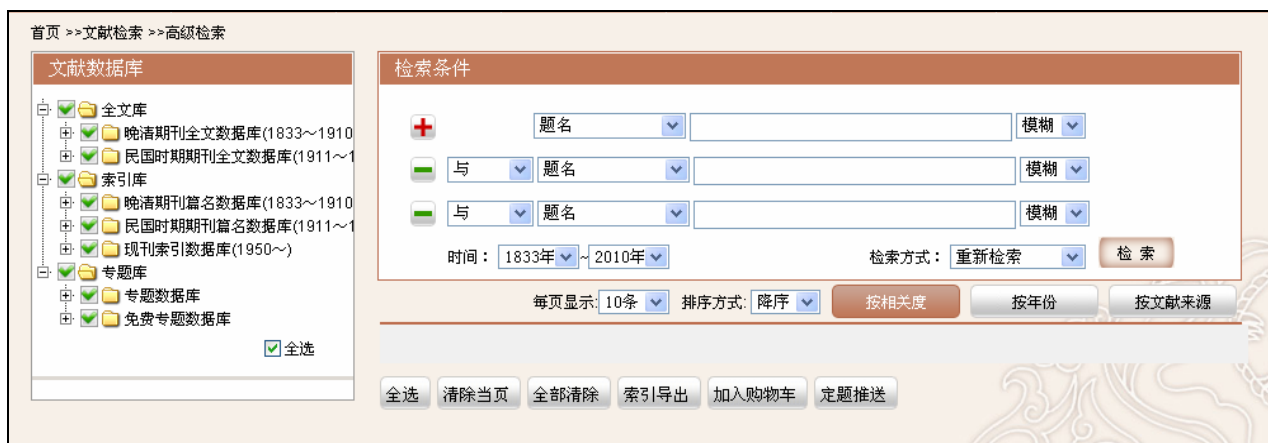 首页 >>文献检索 >>高级检索
文献数据库
全文库
晚清期刊全文数据库(1833～1910
民国时期期刊全文数据库(1911～1
索引库
晚清期刊篇名数据库(1833～1910
民国时期期刊篇名数据库(1911～1
现刊索引数据库(1950～)
专题库
专题数据库
免费专题数据库
全选
检索条件
题名 模糊
与 题名 模糊
与 题名 模糊
时间： 1833年 ~ 2010年 检索方式： 重新检索 检 索
每页显示: 10条 排序方式: 降序 按相关度 按年份 按文献来源
全选 清除当页 全部清除 索引导出 加入购物车 定题推送